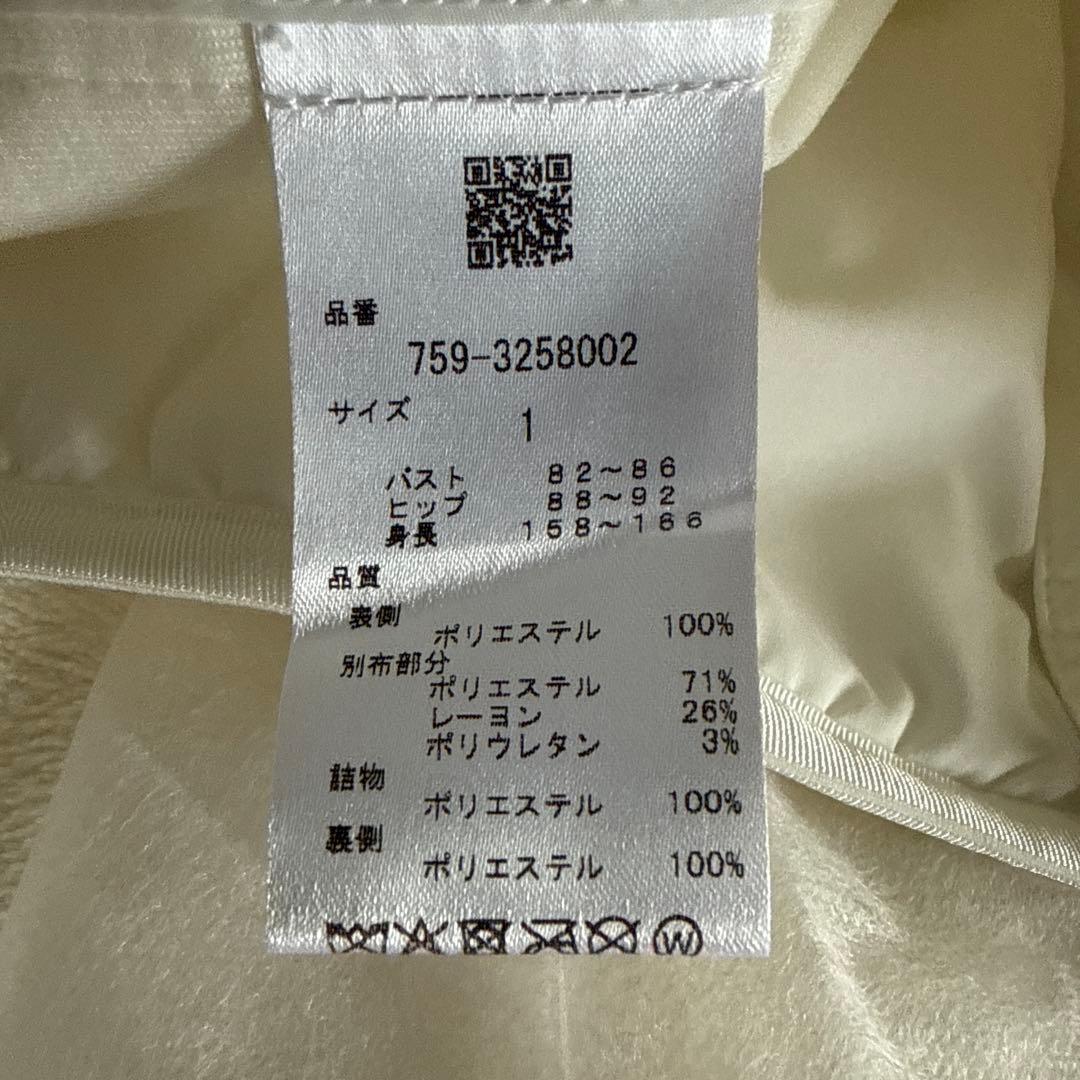 品番
759-3258002
サイズ 1
バスト 82～86
ヒップ 88～92
身長 158～166
品質
表側
ポリエステル 100%
別布部分
ポリエステル 71%
レーヨン 26%
ポリウレタン 3%
詰物
ポリエステル 100%
裏側
ポリエステル 100%
W